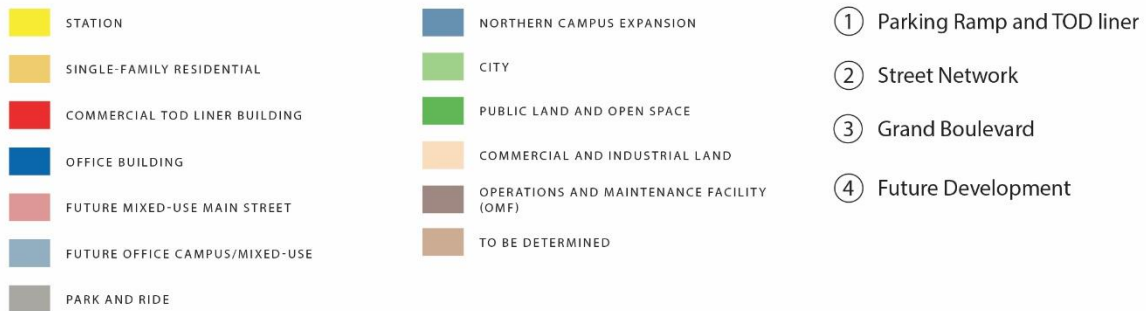 STATION
SINGLE-FAMILY RESIDENTIAL
COMMERCIAL TOD LINER BUILDING
OFFICE BUILDING
FUTURE MIXED-USE MAIN STREET
FUTURE OFFICE CAMPUS/MIXED-USE
PARK AND RIDE
NORTHERN CAMPUS EXPANSION
CITY
PUBLIC LAND AND OPEN SPACE
COMMERCIAL AND INDUSTRIAL LAND
OPERATIONS AND MAINTENANCE FACILITY
(OMF)
TO BE DETERMINED
1 Parking Ramp and TOD liner
2 Street Network
3 Grand Boulevard
4 Future Development